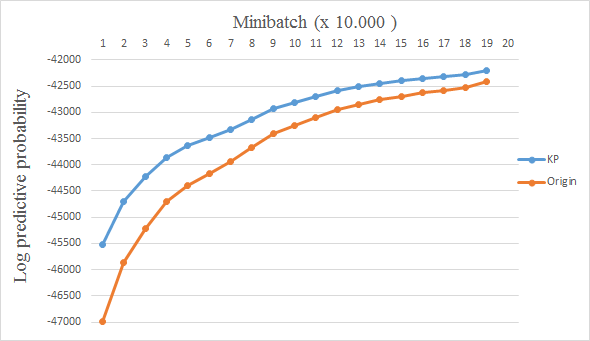 Minibatch (x 10.000 )
1 2 3 4 5 6 7 8 9 10 11 12 13 14 15 16 17 18 19 20
-42000
-42500
-43000
-43500
-44000
-44500
-45000
-45500
-46000
-46500
-47000
Log predictive probability
KP
Origin